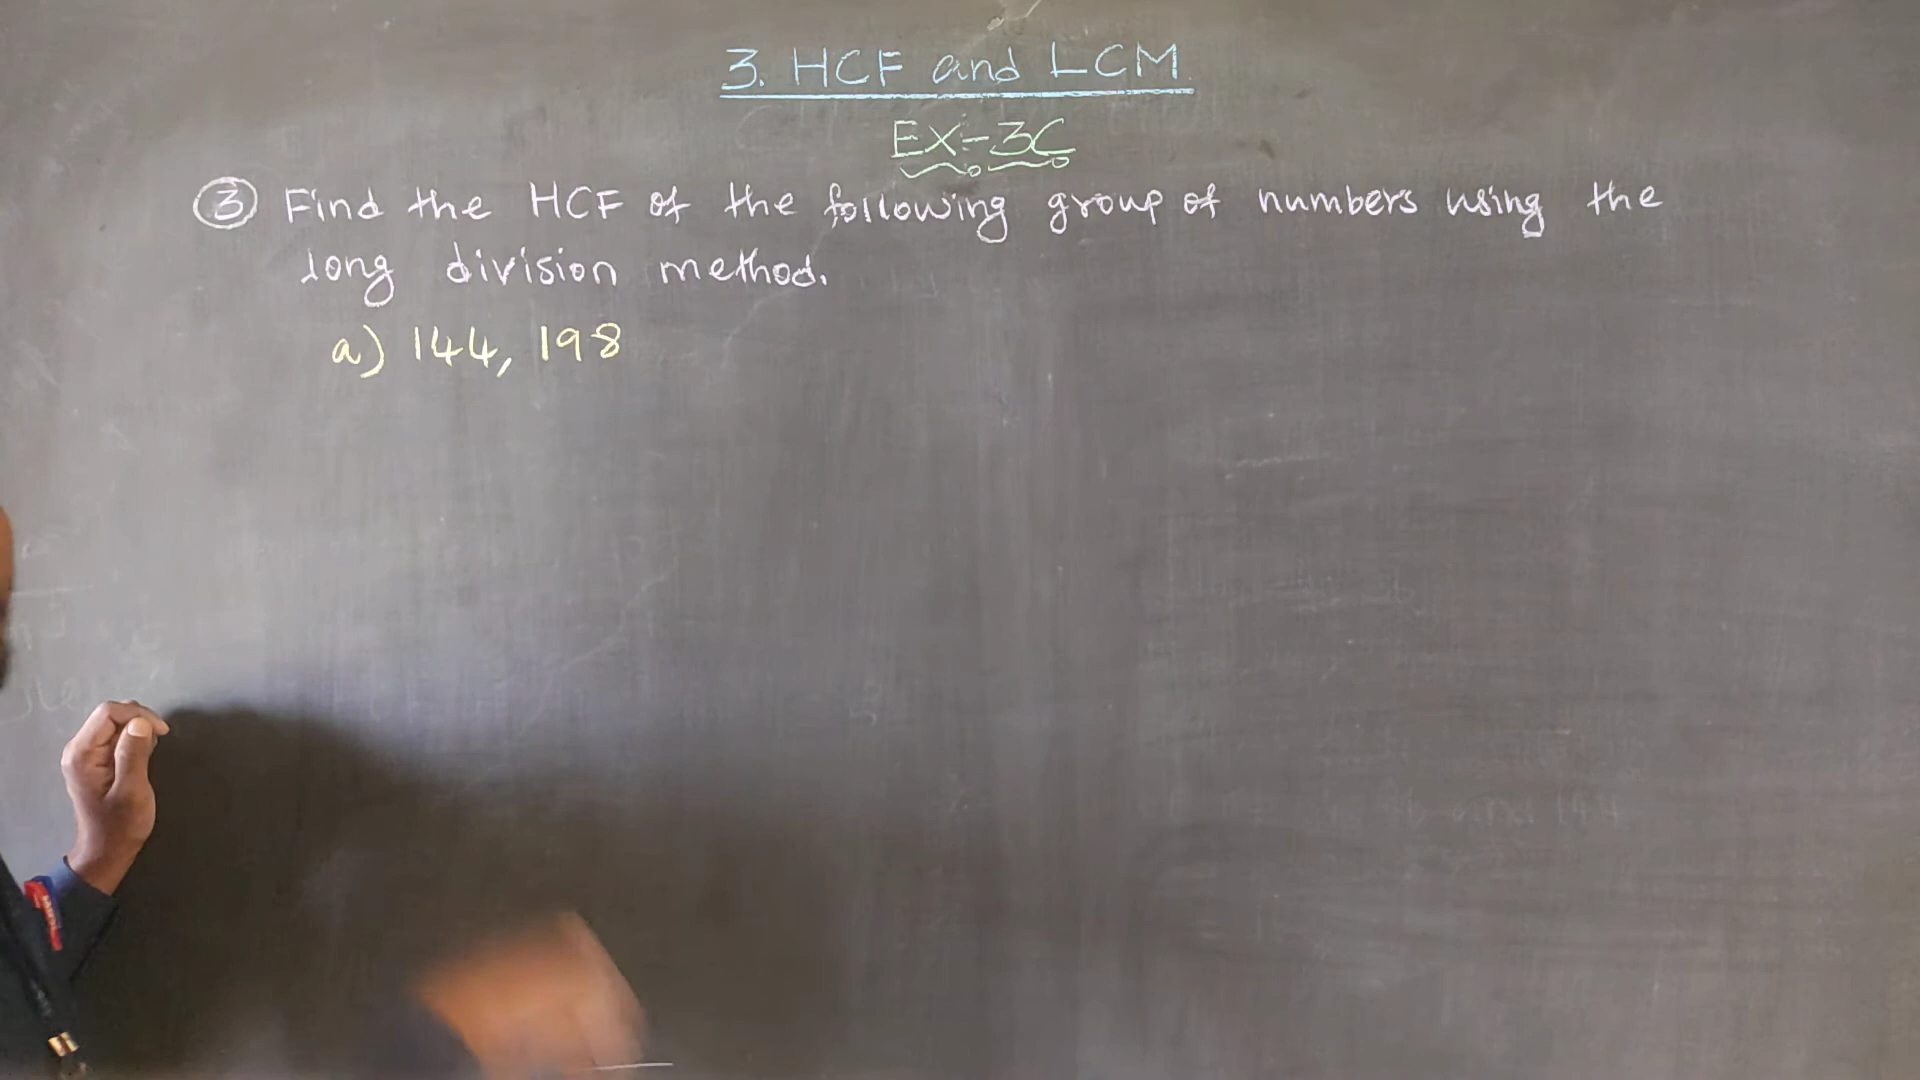 3. HCF and LCM
EX-3C
3 Find the HCF of the following group of numbers using the
long division method.
a) 144, 198